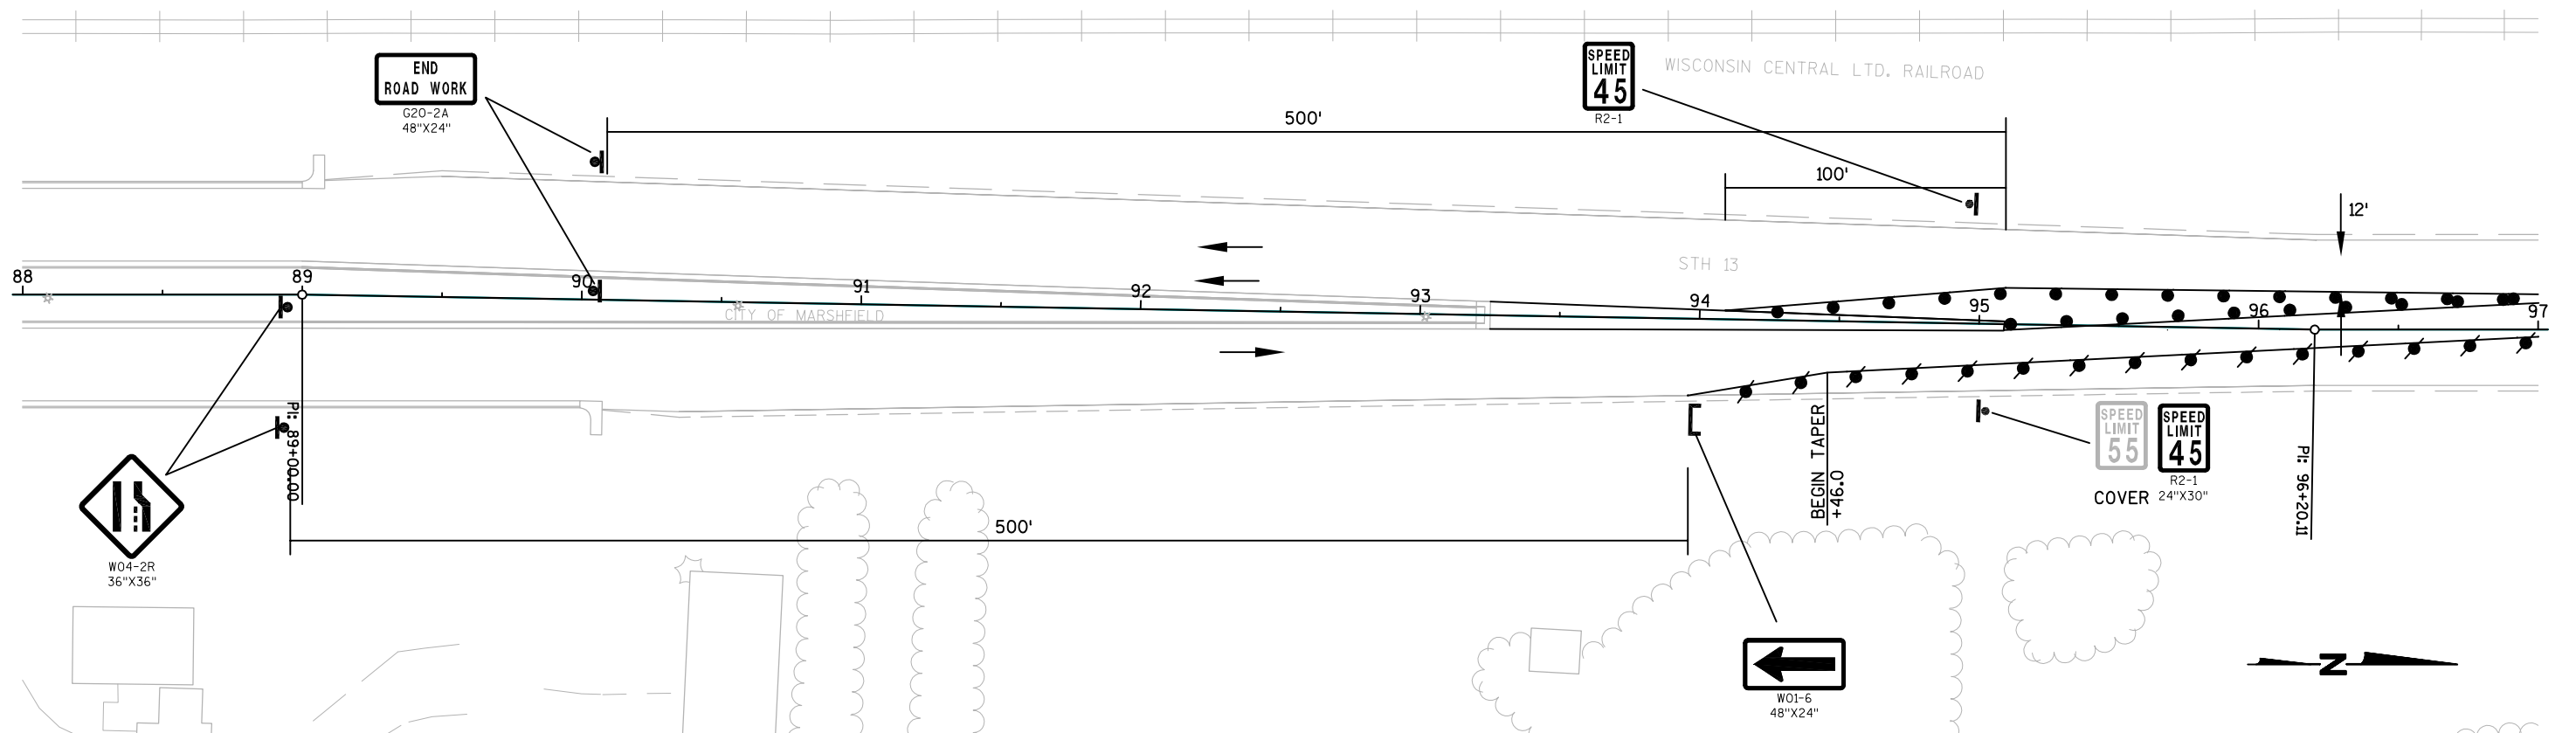 END
ROAD WORK
G20-2A
48"X24"
SPEED
LIMIT
45
R2-1
WISCONSIN CENTRAL LTD. RAILROAD
500'
100'
12'
STH 13
88
89
90
91
92
93
94
95
96
97
CITY OF MARSHFIELD
PI: 89+00.00
W04-2R
36"X36"
500'
BEGIN TAPER
+46.0
SPEED
LIMIT
55
COVER
SPEED
LIMIT
45
R2-1
24"X30"
PI: 96+20.11
W01-6
48"X24"
N